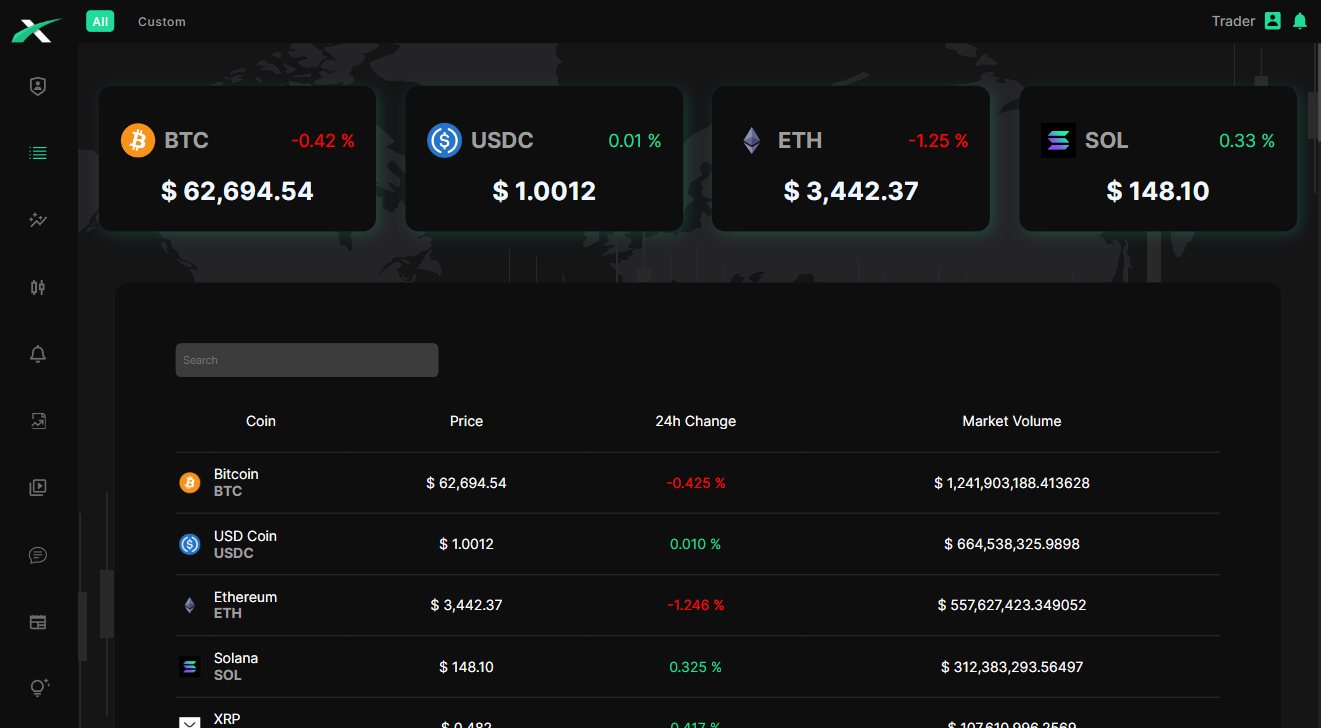 All Custom Trader
BTC -0.42 % USDC 0.01 % ETH -1.25 % SOL 0.33 %
$ 62,694.54 $ 1.0012 $ 3,442.37 $ 148.10
Search
Coin Price 24h Change Market Volume
Bitcoin
BTC $ 62,694.54 -0.425 % $ 1,241,903,188.413628
USD Coin
USDC $ 1.0012 0.010 % $ 664,538,325.9898
Ethereum
ETH $ 3,442.37 -1.246 % $ 557,627,423.349052
Solana
SOL $ 148.10 0.325 % $ 312,383,293.56497
XRP $ 0.482 0.417 % $ 107,610,996.2569